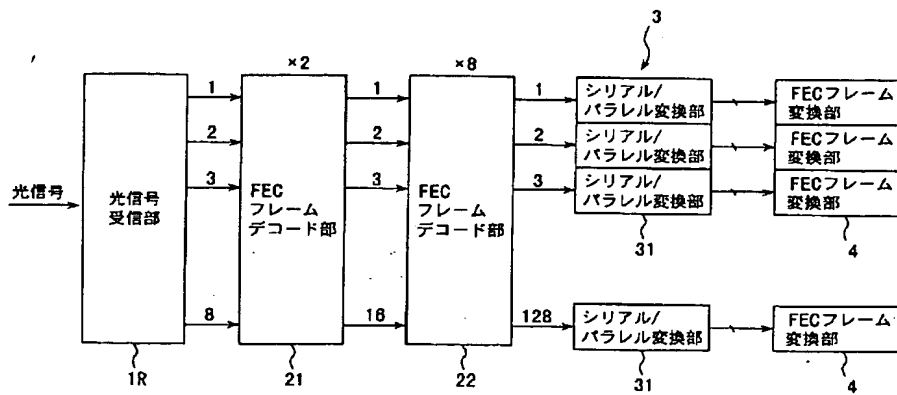 3
×2
×8
光信号
光信号
受信部
1
2
3
8
FEC
フレーム
デコード部
1
2
3
16
FEC
フレーム
デコード部
1
2
3
128
シリアル/
パラレル変換部
シリアル/
パラレル変換部
シリアル/
パラレル変換部
シリアル/
パラレル変換部
FECフレーム
変換部
FECフレーム
変換部
FECフレーム
変換部
FECフレーム
変換部
31
4
1R
21
22
31
4